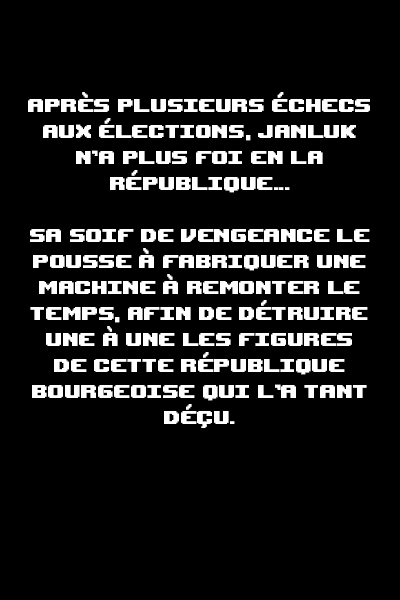 APRÈS PLUSIEURS ÉCHECS
AUX ÉLECTIONS, JANLUK
N'A PLUS FOI EN LA
RÉPUBLIQUE...
SA SOIF DE VENGEANCE LE
POUSSE À FABRIQUER UNE
MACHINE À REMONTER LE
TEMPS, AFIN DE DÉTRUIRE
UNE À UNE LES FIGURES
DE CETTE RÉPUBLIQUE
BOURGEOISE QUI L'A TANT
DÉÇU.